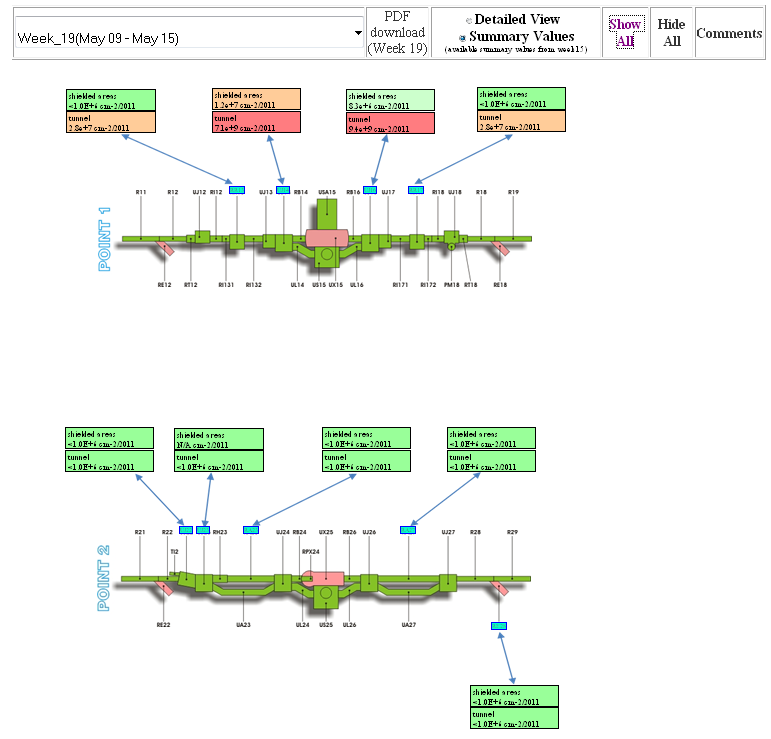 Week_19(May 09 - May 15)
PDF
download
(Week 19)
Detailed View
Summary Values
(available summary values from week15)
Show
All
Hide
All
Comments
shielded areas
<1.0E+6 cm-2/2011
tunnel
2.8e+7 cm-2/2011
shielded areas
1.2e+7 cm-2/2011
tunnel
7.1e+9 cm-2/2011
shielded areas
8.3e+6 cm-2/2011
tunnel
9.4e+9 cm-2/2011
shielded areas
<1.0E+6 cm-2/2011
tunnel
2.8e+7 cm-2/2011
POINT 1
R11 R12 UJ12 RI12 UJ13 RB14 USA15 RB16 UJ17 RI18 UJ18 R18 R19
RE12 RT12 RI131 RI132 UL14 US15 UX15 UL16 RI171 RI172 PM18 RT18 RE18
shielded areas
<1.0E+6 cm-2/2011
tunnel
<1.0E+6 cm-2/2011
shielded areas
N/A cm-2/2011
tunnel
<1.0E+6 cm-2/2011
shielded areas
<1.0E+6 cm-2/2011
tunnel
<1.0E+6 cm-2/2011
shielded areas
<1.0E+6 cm-2/2011
tunnel
<1.0E+6 cm-2/2011
POINT 2
R21 R22 RH23 UJ24 RB24 UX25 RB26 UJ26 UJ27 R28 R29
TI2 RPX24
RE22 UA23 UL24 US25 UL26 UA27
shielded areas
<1.0E+6 cm-2/2011
tunnel
<1.0E+6 cm-2/2011